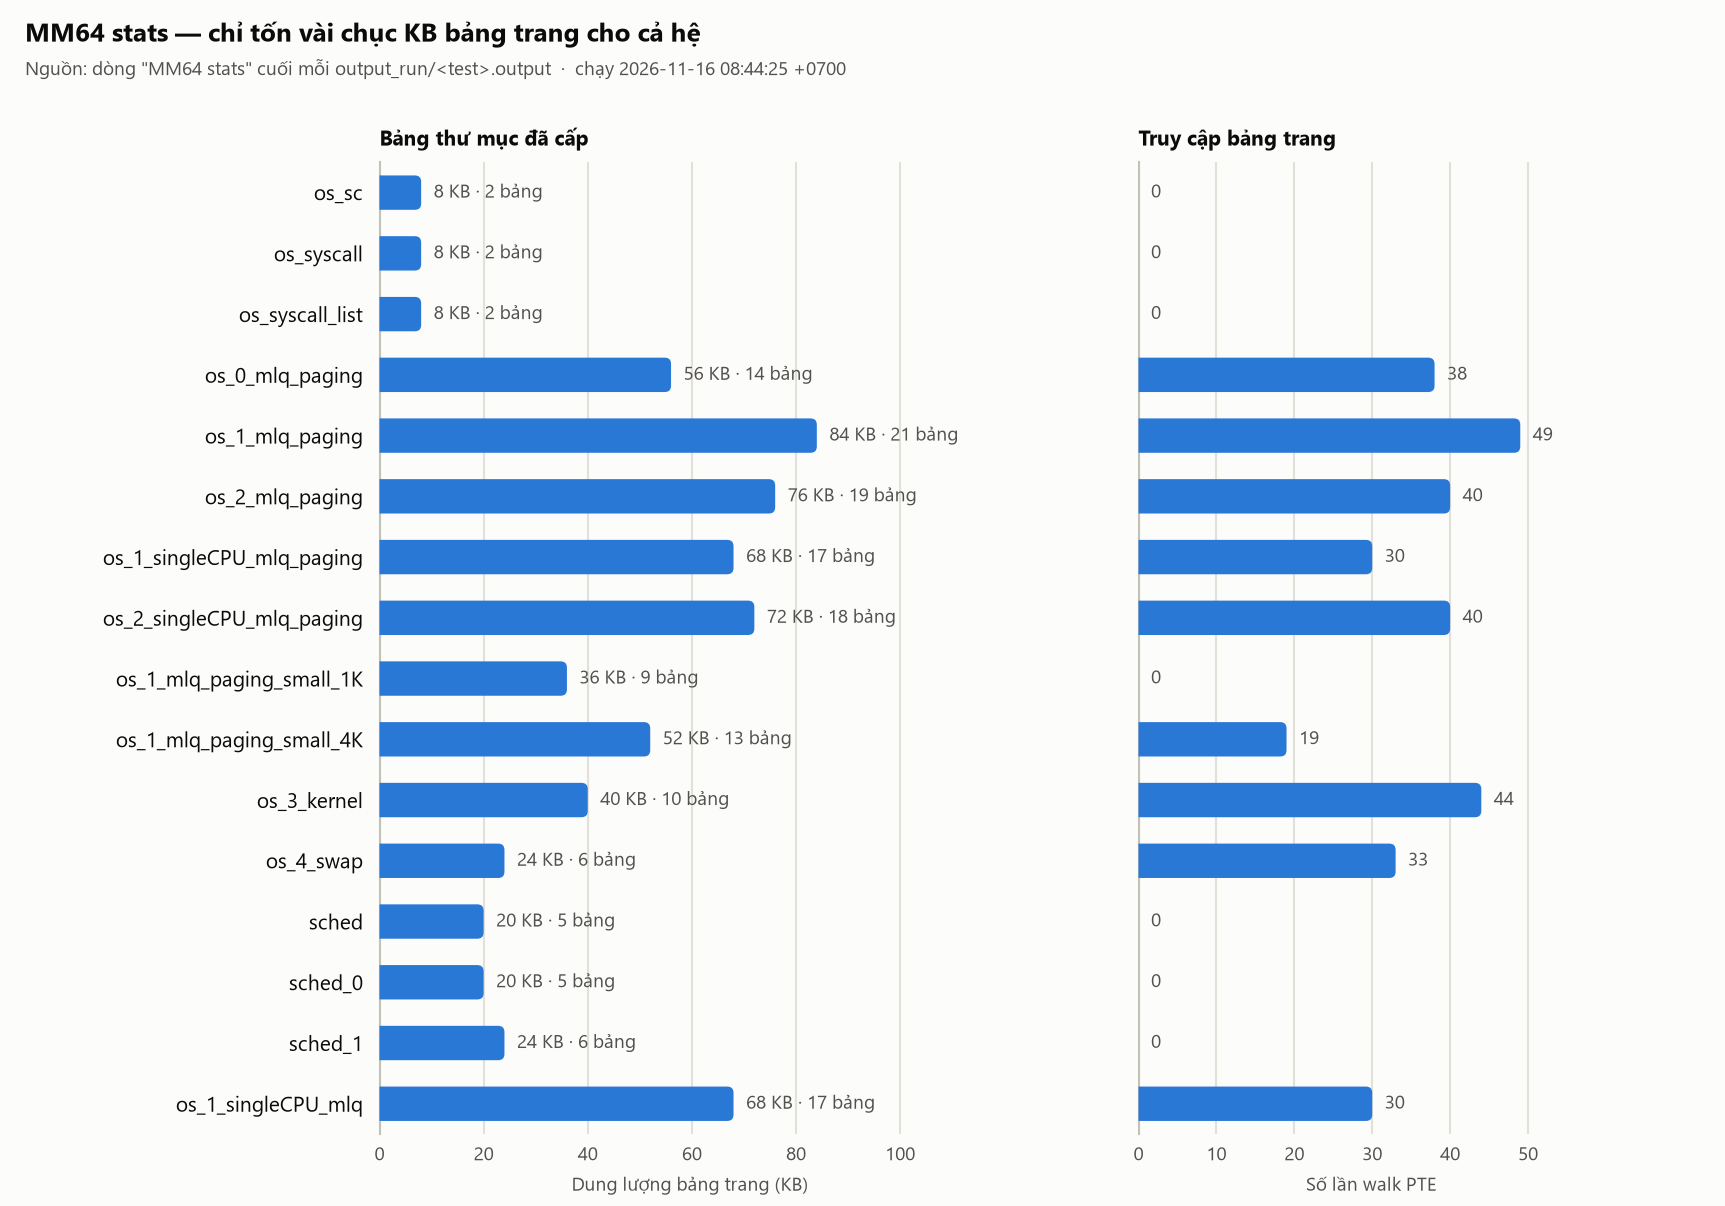 MM64 stats — chỉ tốn vài chục KB bảng trang cho cả hệ
Nguồn: dòng "MM64 stats" cuối mỗi output_run/<test>.output · chạy 2026-11-16 08:44:25 +0700
Bảng thư mục đã cấp
Truy cập bảng trang
os_sc 8 KB · 2 bảng 0
os_syscall 8 KB · 2 bảng 0
os_syscall_list 8 KB · 2 bảng 0
os_0_mlq_paging 56 KB · 14 bảng 38
os_1_mlq_paging 84 KB · 21 bảng 49
os_2_mlq_paging 76 KB · 19 bảng 40
os_1_singleCPU_mlq_paging 68 KB · 17 bảng 30
os_2_singleCPU_mlq_paging 72 KB · 18 bảng 40
os_1_mlq_paging_small_1K 36 KB · 9 bảng 0
os_1_mlq_paging_small_4K 52 KB · 13 bảng 19
os_3_kernel 40 KB · 10 bảng 44
os_4_swap 24 KB · 6 bảng 33
sched 20 KB · 5 bảng 0
sched_0 20 KB · 5 bảng 0
sched_1 24 KB · 6 bảng 0
os_1_singleCPU_mlq 68 KB · 17 bảng 30
0 20 40 60 80 100
0 10 20 30 40 50
Dung lượng bảng trang (KB)
Số lần walk PTE